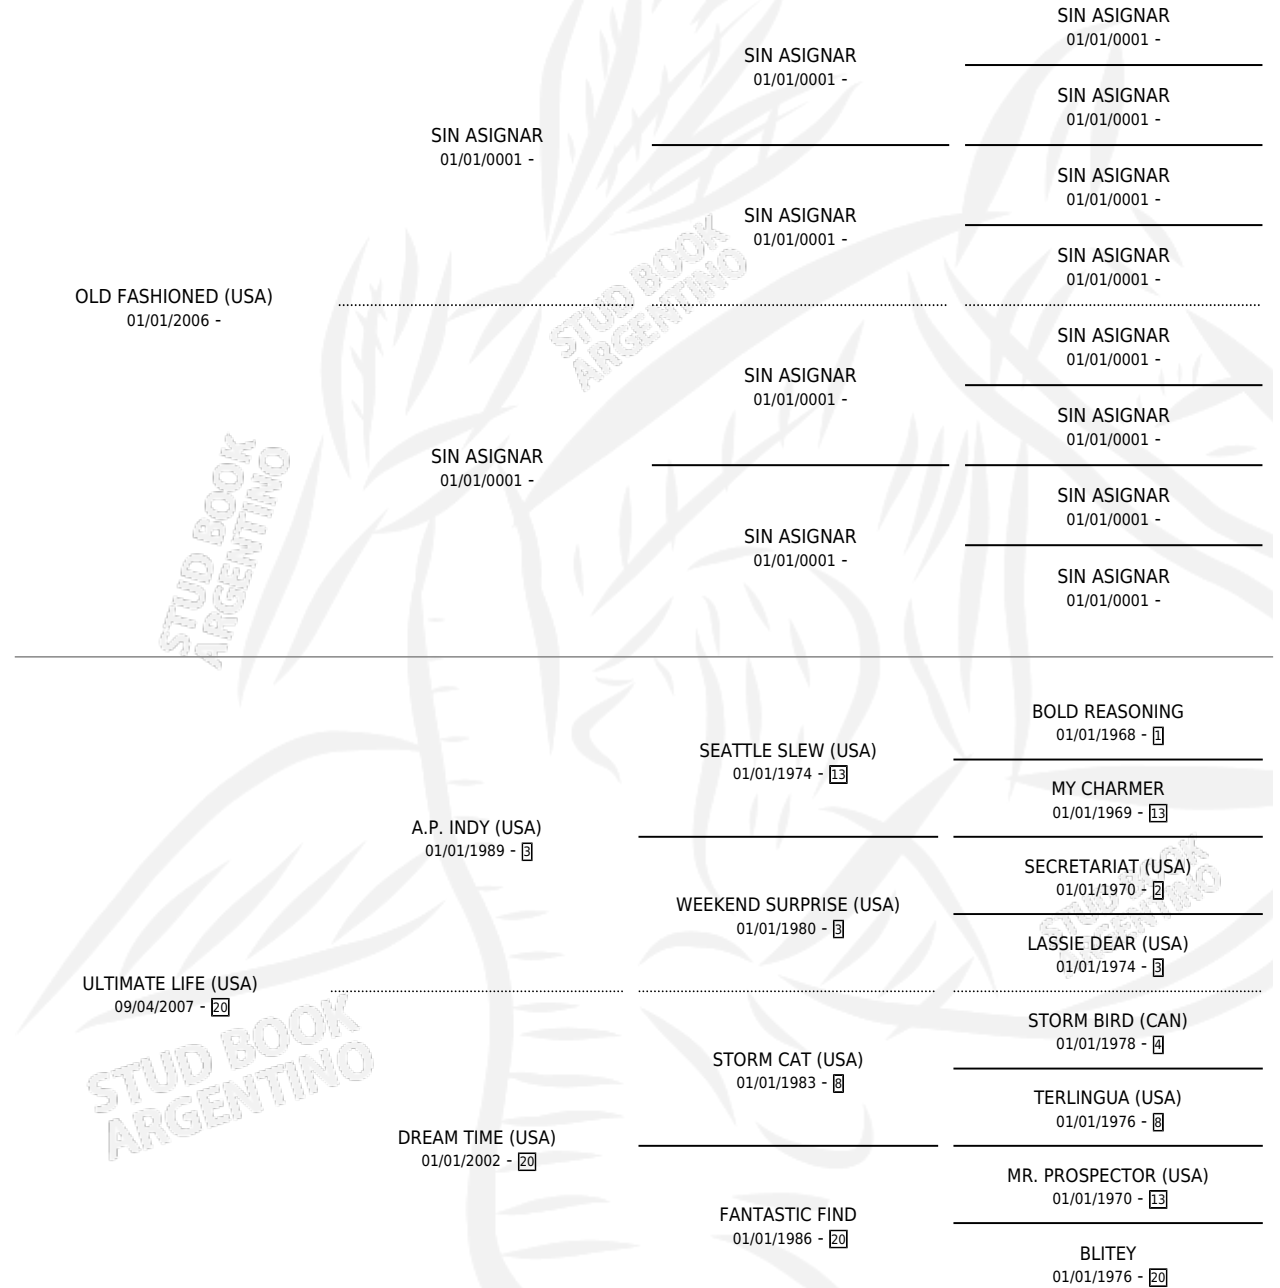 SIN ASIGNAR
01/01/0001 -
SIN ASIGNAR
01/01/0001 -
SIN ASIGNAR
01/01/0001 -
SIN ASIGNAR
01/01/0001 -
SIN ASIGNAR
01/01/0001 -
SIN ASIGNAR
01/01/0001 -
SIN ASIGNAR
01/01/0001 -
OLD FASHIONED (USA)
01/01/2006 -
SIN ASIGNAR
01/01/0001 -
SIN ASIGNAR
01/01/0001 -
SIN ASIGNAR
01/01/0001 -
SIN ASIGNAR
01/01/0001 -
SIN ASIGNAR
01/01/0001 -
SIN ASIGNAR
01/01/0001 -
SIN ASIGNAR
01/01/0001 -
STUD BOOK
ARGENTINO
STUD BOOK
ARGENTINO
BOLD REASONING
01/01/1968 - 1
SEATTLE SLEW (USA)
01/01/1974 - 13
MY CHARMER
01/01/1969 - 13
A.P. INDY (USA)
01/01/1989 - 3
SECRETARIAT (USA)
01/01/1970 - 2
WEEKEND SURPRISE (USA)
01/01/1980 - 3
LASSIE DEAR (USA)
01/01/1974 - 3
ULTIMATE LIFE (USA)
09/04/2007 - 20
STORM BIRD (CAN)
01/01/1978 - 4
STORM CAT (USA)
01/01/1983 - 8
TERLINGUA (USA)
01/01/1976 - 8
DREAM TIME (USA)
01/01/2002 - 20
MR. PROSPECTOR (USA)
01/01/1970 - 13
FANTASTIC FIND
01/01/1986 - 20
BLITEY
01/01/1976 - 20
STUD BOOK
ARGENTINO
STUD BOOK
ARGENTINO